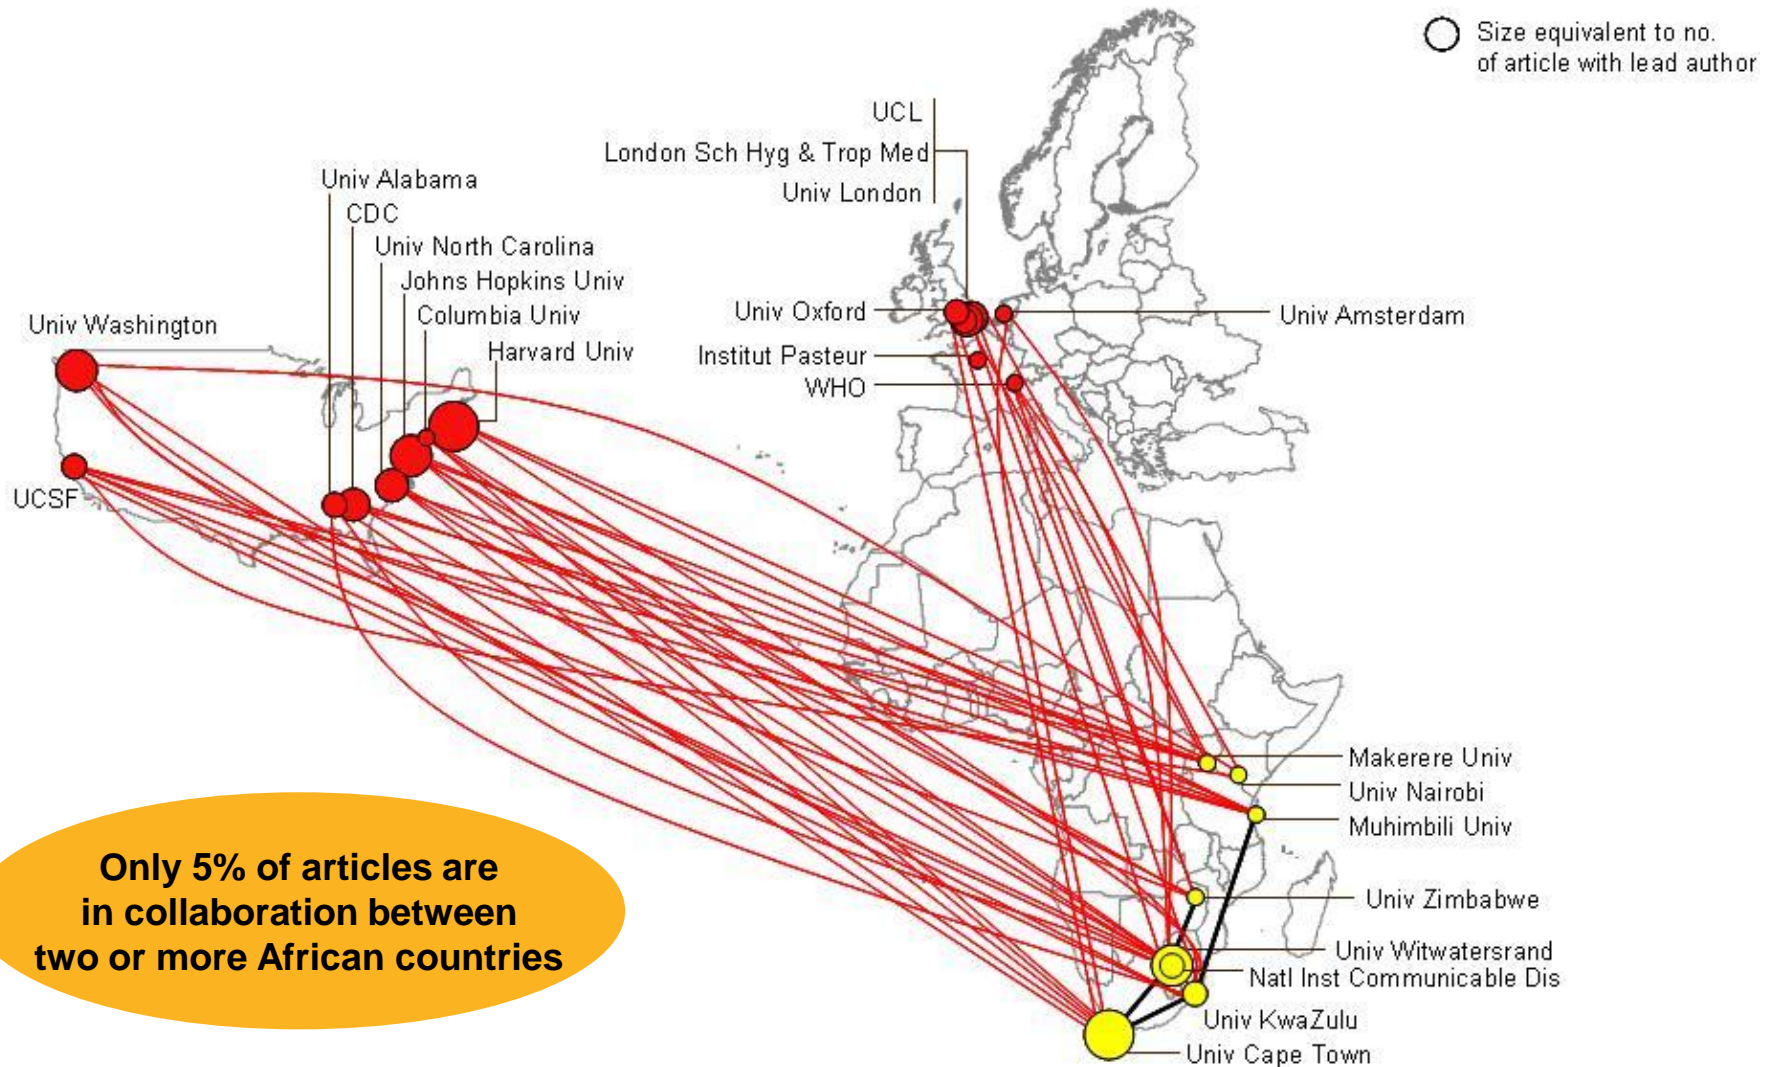 Size equivalent to no.
of article with lead author
UCL
London Sch Hyg & Trop Med
Univ London
Univ Alabama
CDC
Univ North Carolina
Johns Hopkins Univ
Columbia Univ
Harvard Univ
Univ Washington
UCSF
Univ Oxford
Institut Pasteur
WHO
Univ Amsterdam
Makerere Univ
Univ Nairobi
Muhimbili Univ
Univ Zimbabwe
Univ Witwatersrand
Natl Inst Communicable Dis
Univ KwaZulu
Univ Cape Town
Only 5% of articles are
in collaboration between
two or more African countries